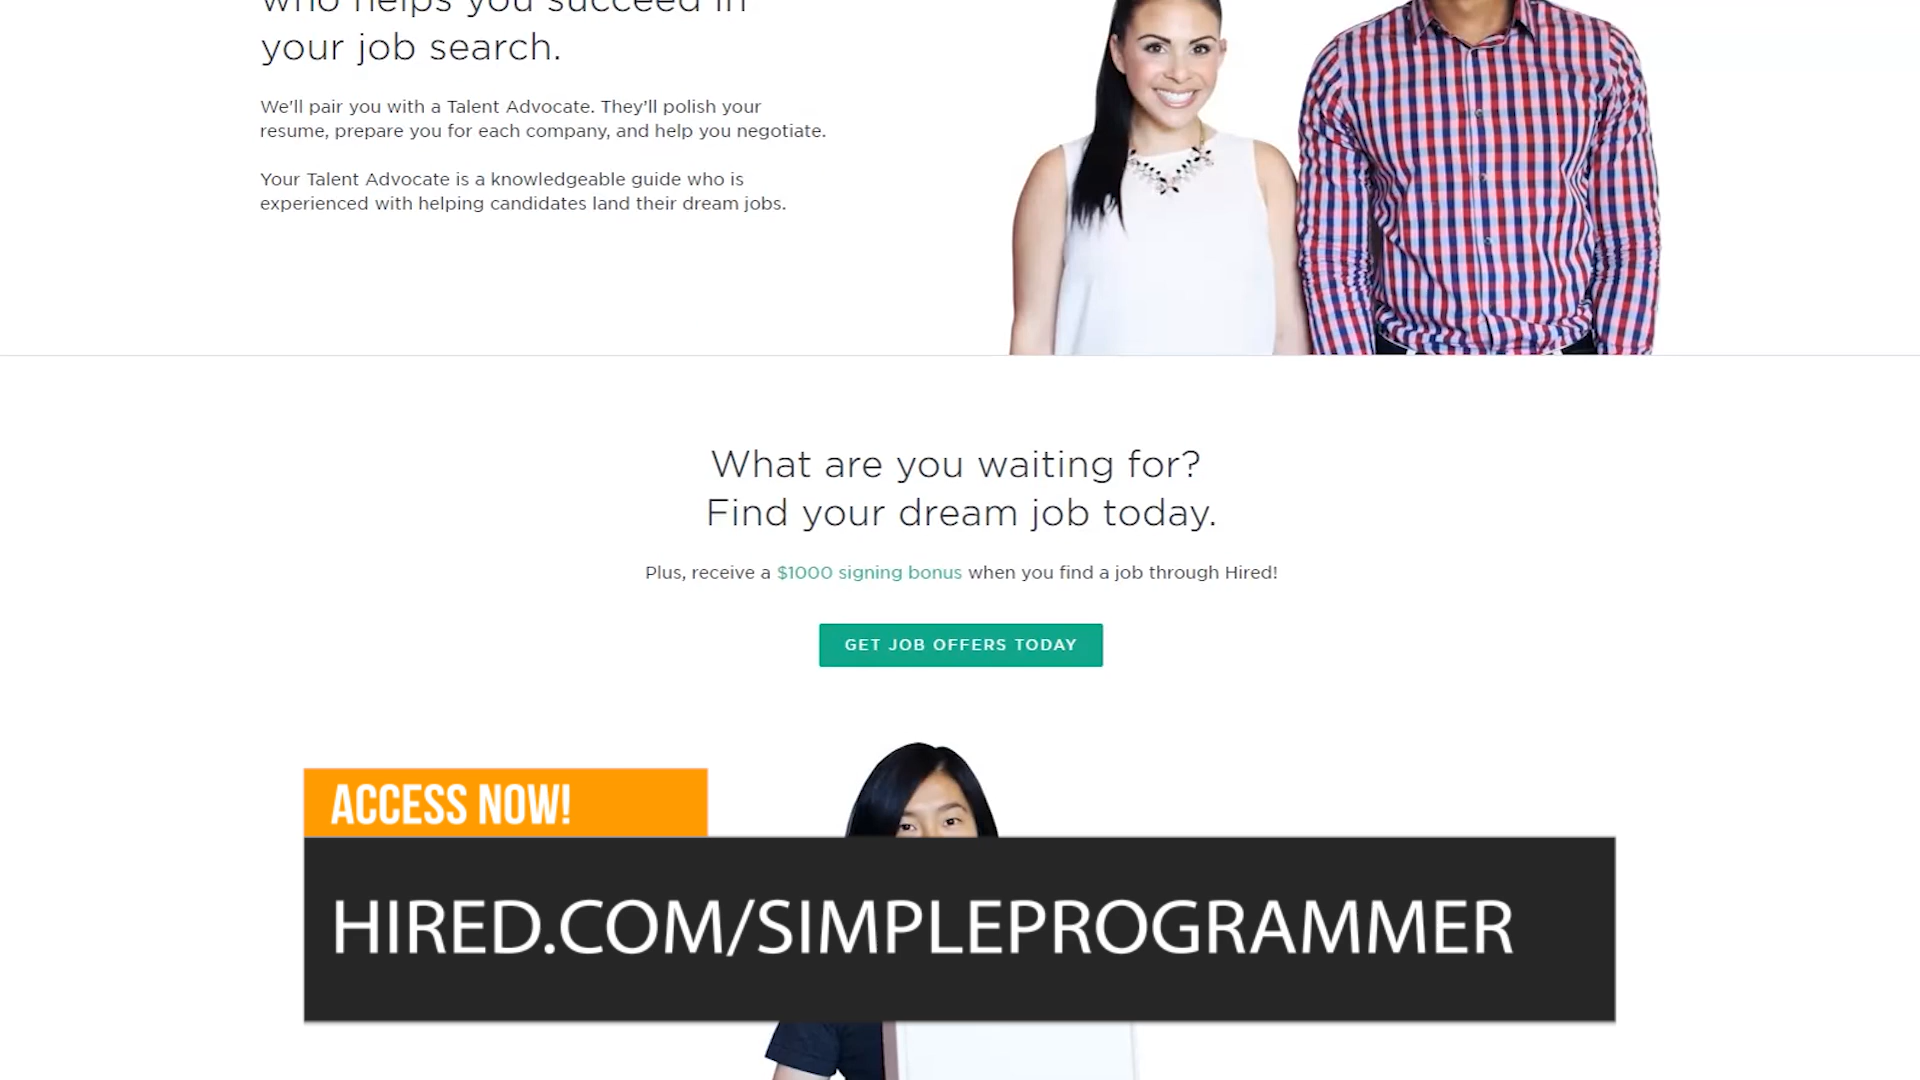 who helps you succeed in
your job search.
We'll pair you with a Talent Advocate. They'll polish your
resume, prepare you for each company, and help you negotiate.
Your Talent Advocate is a knowledgeable guide who is
experienced with helping candidates land their dream jobs.
What are you waiting for?
Find your dream job today.
Plus, receive a $1000 signing bonus when you find a job through Hired!
GET JOB OFFERS TODAY
ACCESS NOW!
HIRED.COM/SIMPLEPROGRAMMER